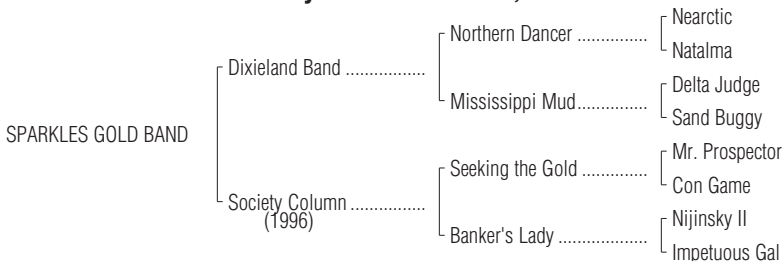 Nearctic
Northern Dancer ...............
Natalma
Dixieland Band .................
Delta Judge
Mississippi Mud...............
Sand Buggy
SPARKLES GOLD BAND
Mr. Prospector
Seeking the Gold ..............
Con Game
Society Column ................
(1996)
Nijinsky II
Banker's Lady ...................
Impetuous Gal